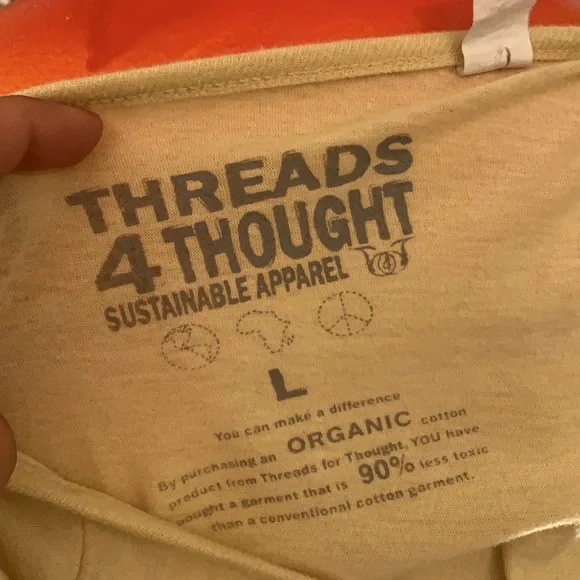 THREADS
4 THOUGHT
SUSTAINABLE APPAREL
L
You can make a difference
By purchasing an ORGANIC cotton
product from Threads for Thought, YOU have
bought a garment that is 90% less toxic
than a conventional cotton garment.